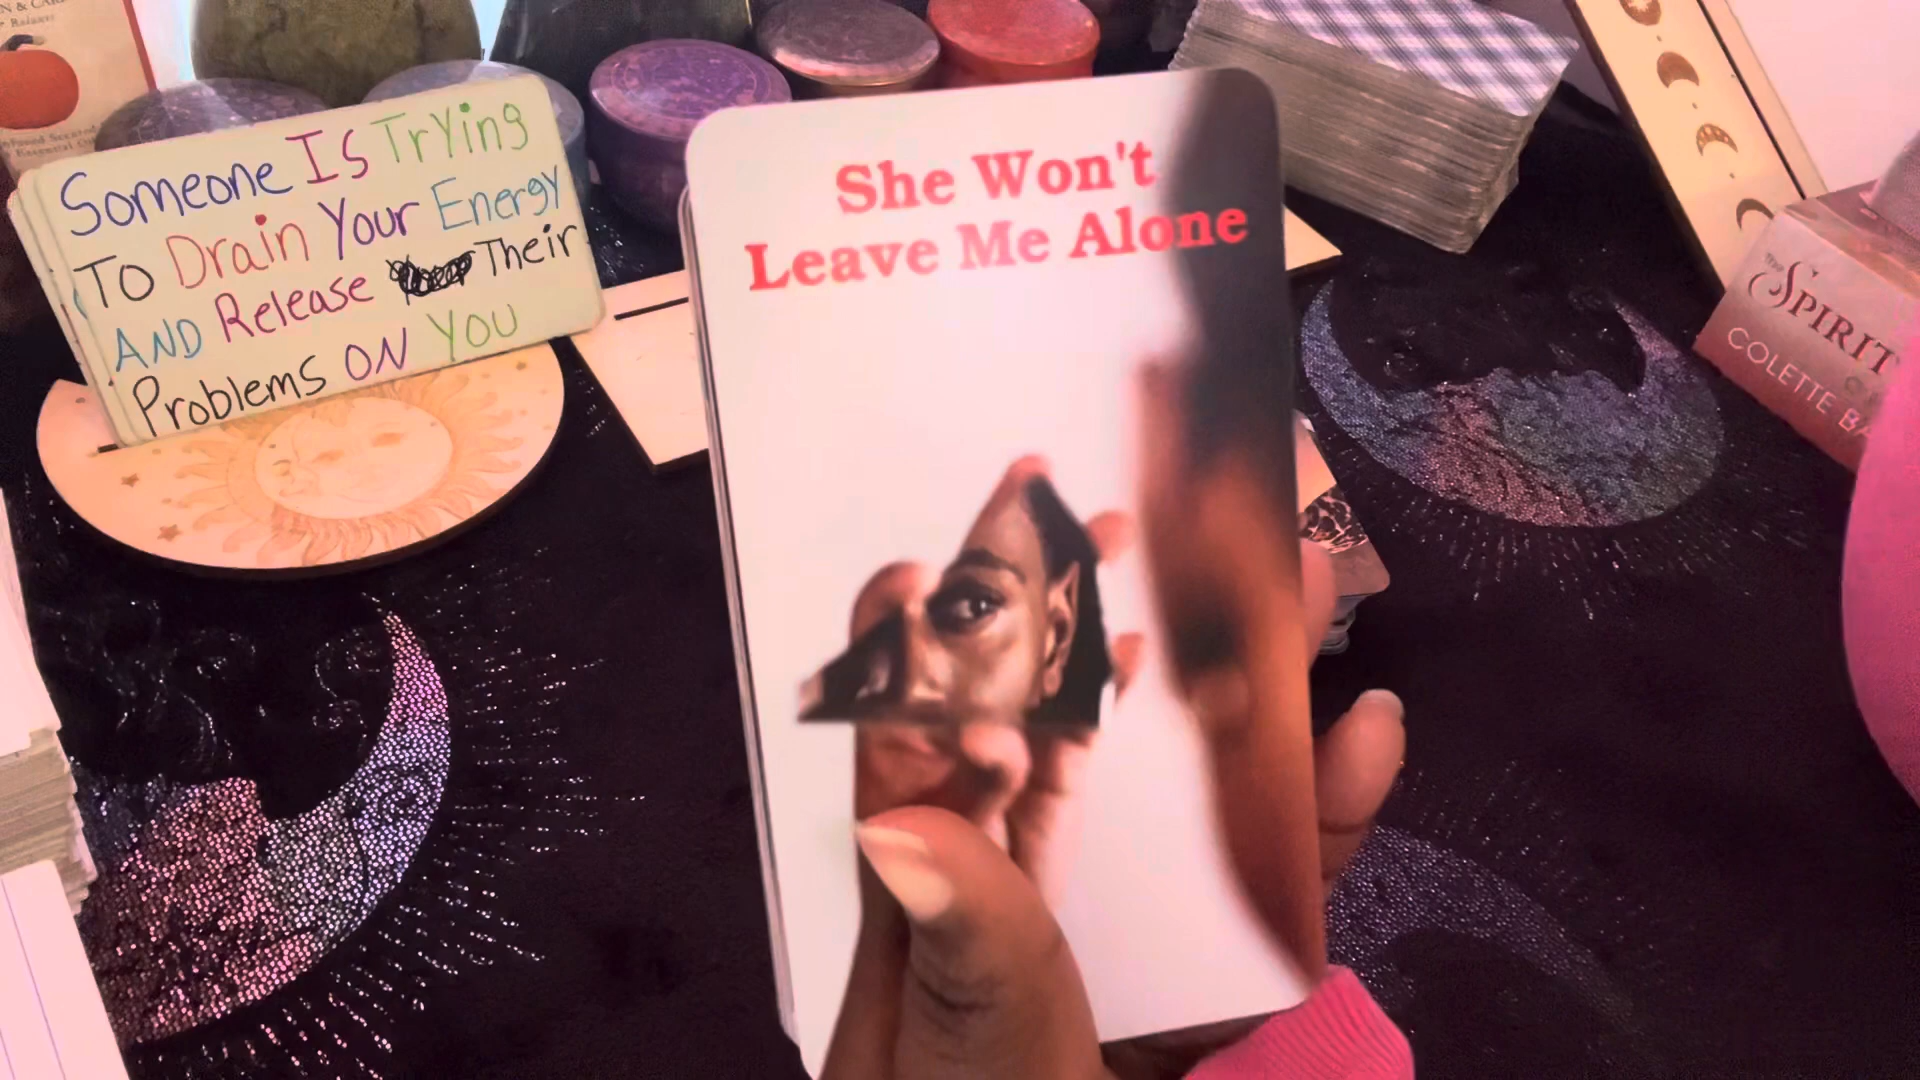 Someone IS Trying
To Drain Your Energy
AND Release Their
Problems ON YOU
She Won't
Leave Me Alone
The
SPIRIT
COLETTE BA